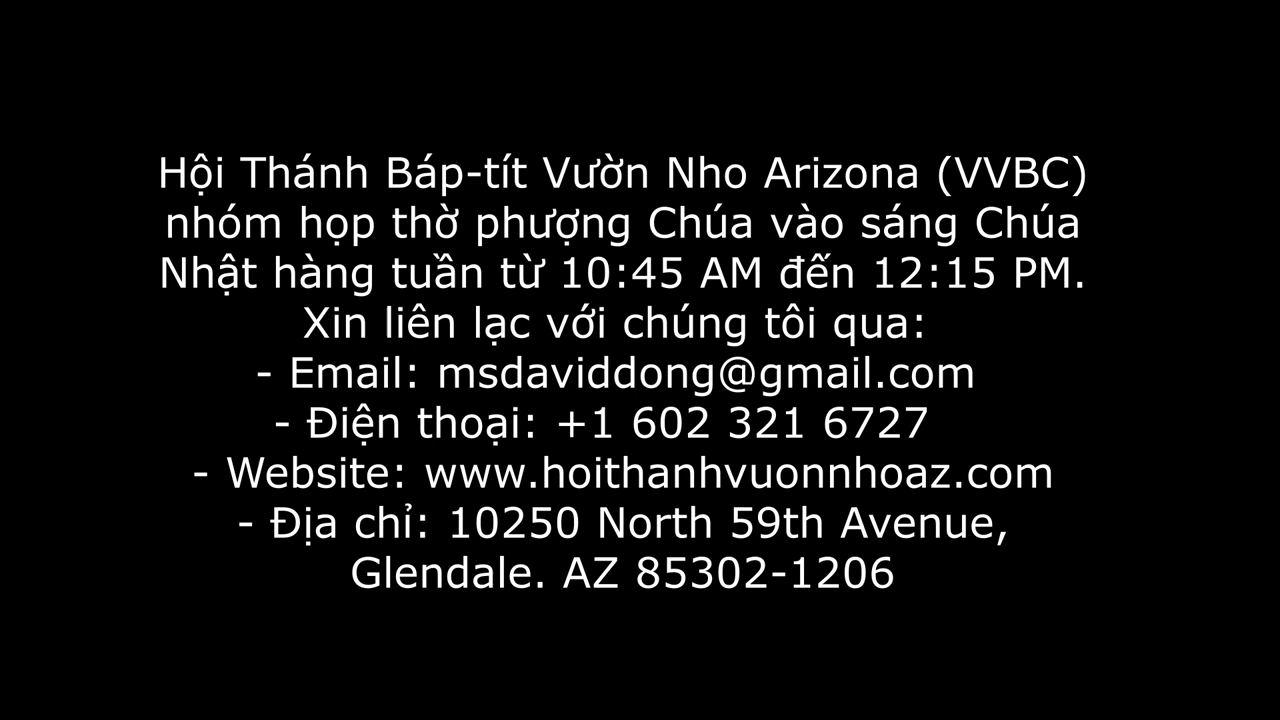 Hội Thánh Báp-tít Vườn Nho Arizona (VVBC)
nhóm họp thờ phượng Chúa vào sáng Chúa
Nhật hàng tuần từ 10:45 AM đến 12:15 PM.
Xin liên lạc với chúng tôi qua:
- Email: msdaviddong@gmail.com
- Điện thoại: +1 602 321 6727
- Website: www.hoithanhvuonnhoaz.com
- Địa chỉ: 10250 North 59th Avenue,
Glendale. AZ 85302-1206